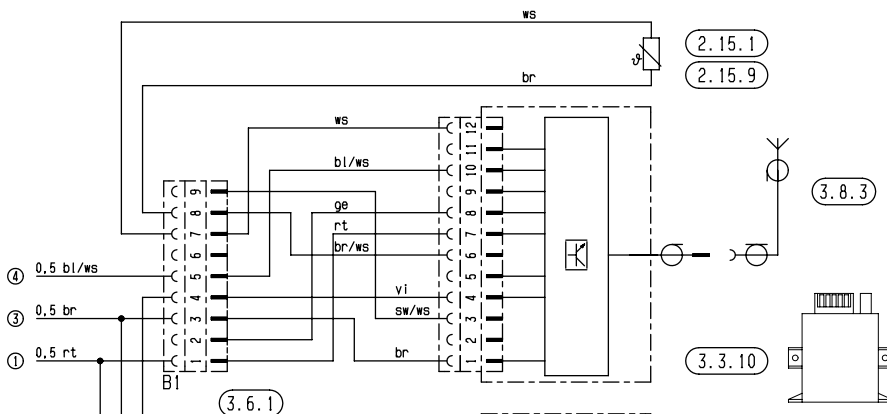 ws
2.15.1
ϑ
2.15.9
br
ws
12
11
bl/ws
10
3.8.3
9
9
ge
8
8
rt
7
7
br/ws
6
6
④ 0,5 bl/ws
5
5
vi
4
4
③ 0,5 br
sw/ws
3
3
2
2
① 0,5 rt
br
1
1
3.3.10
B1
3.6.1